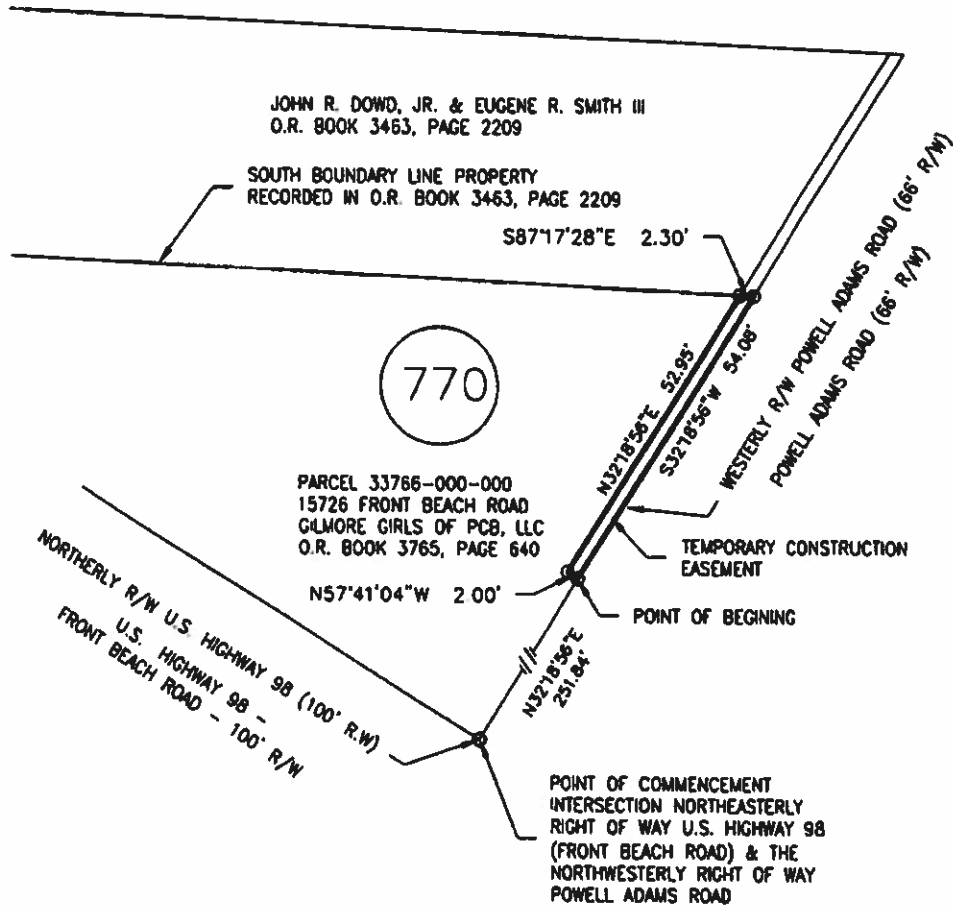 JOHN R. DOWD, JR. & EUGENE R. SMITH III
O.R. BOOK 3463, PAGE 2209
SOUTH BOUNDARY LINE PROPERTY
RECORDED IN O.R. BOOK 3463, PAGE 2209
S87°17'28"E 2.30'
WESTERLY R/W POWELL ADAMS ROAD (66' R/W)
POWELL ADAMS ROAD (66' R/W)
770
N32°18'56"E 52.95'
S32°18'56"W 54.08'
PARCEL 33766-000-000
15726 FRONT BEACH ROAD
GILMORE GIRLS OF PCB, LLC
O.R. BOOK 3765, PAGE 640
TEMPORARY CONSTRUCTION
EASEMENT
N57°41'04"W 2 00'
POINT OF BEGINING
N32°18'56"E
251.84'
NORTHERLY R/W U.S. HIGHWAY 98 (100' R.W)
U.S. HIGHWAY 98 -
FRONT BEACH ROAD - 100' R/W
POINT OF COMMENCEMENT
INTERSECTION NORTHEASTERLY
RIGHT OF WAY U.S. HIGHWAY 98
(FRONT BEACH ROAD) & THE
NORTHWESTERLY RIGHT OF WAY
POWELL ADAMS ROAD